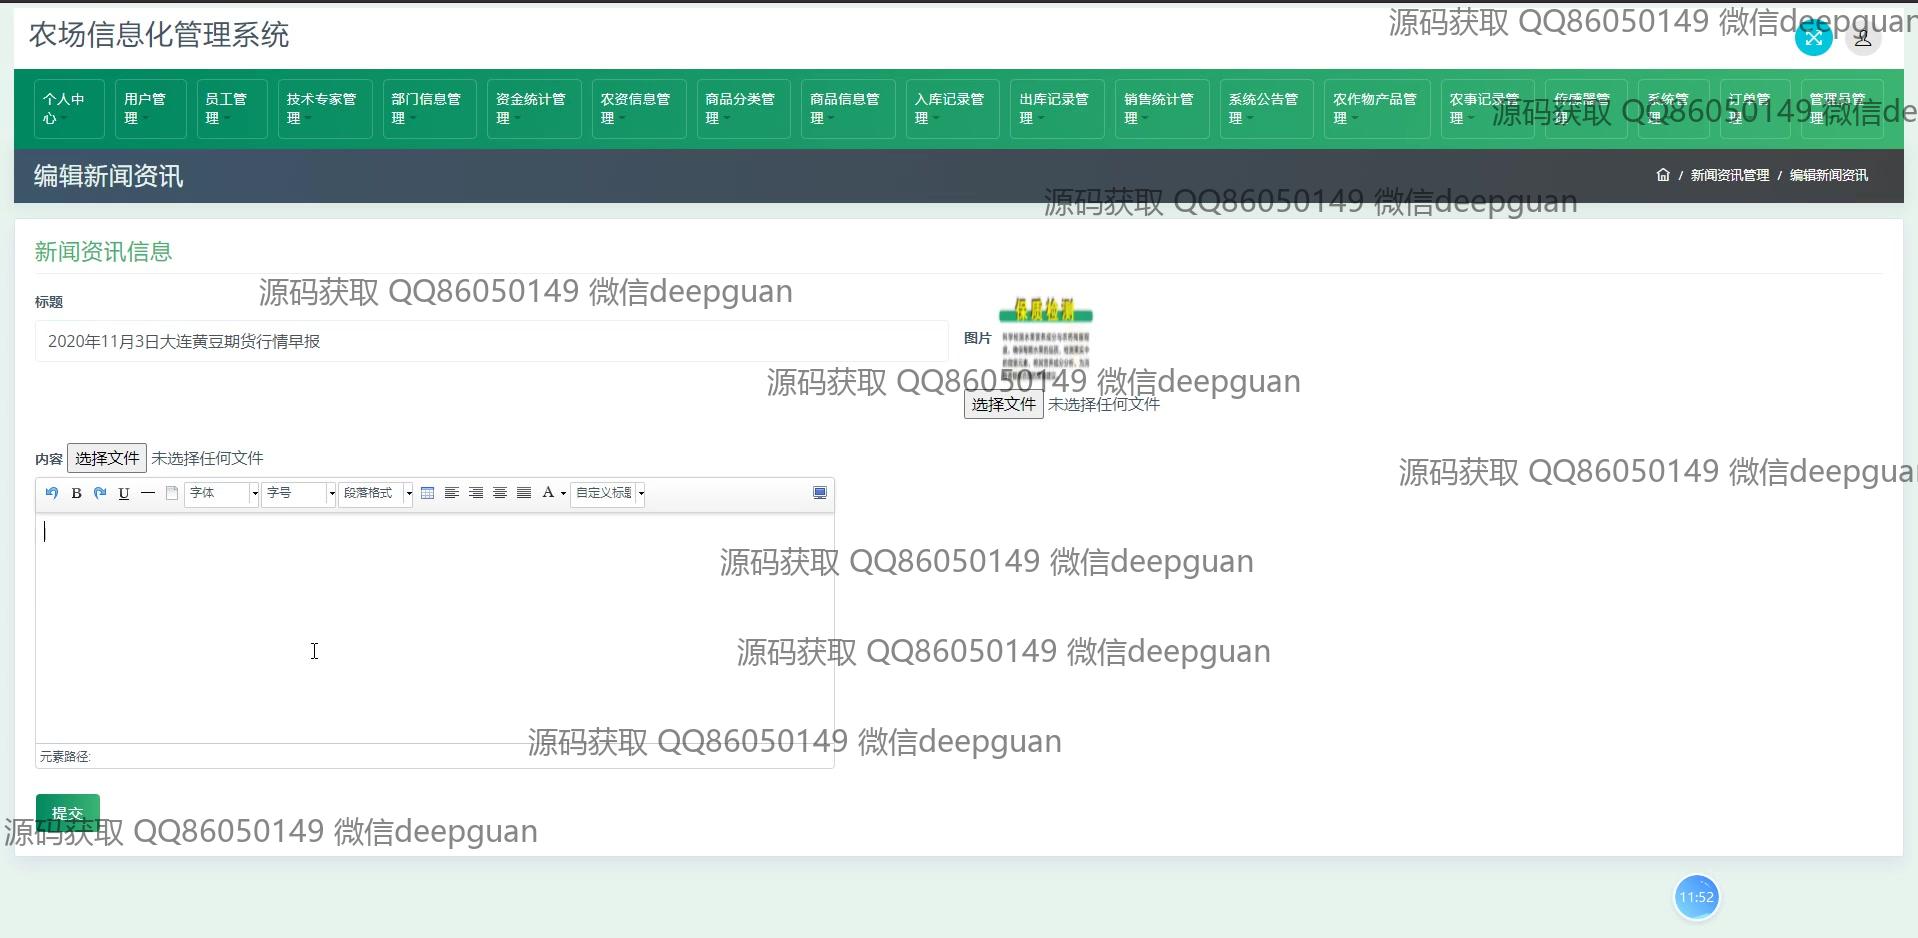 农场信息化管理系统
源码获取 QQ86050149 微信deepguan
个人中心
用户管理
员工管理
技术专家管理
部门信息管理
资金统计管理
农资信息管理
商品分类管理
商品信息管理
入库记录管理
出库记录管理
销售统计管理
系统公告管理
农作物产品管理
农事记录管理
传感器管理
系统管理
订单管理
管理员管理
源码获取 QQ86050149 微信de
编辑新闻资讯
/ 新闻资讯管理 / 编辑新闻资讯
源码获取 QQ86050149 微信deepguan
新闻资讯信息
源码获取 QQ86050149 微信deepguan
标题
2020年11月3日大连黄豆期货行情早报
图片
保质检测
源码获取 QQ86050149 微信deepguan
选择文件 未选择任何文件
内容 选择文件 未选择任何文件
源码获取 QQ86050149 微信deepguan
B U 字体 字号 段落格式 A 自定义标题
源码获取 QQ86050149 微信deepguan
源码获取 QQ86050149 微信deepguan
源码获取 QQ86050149 微信deepguan
元素路径:
提交
源码获取 QQ86050149 微信deepguan
11:52